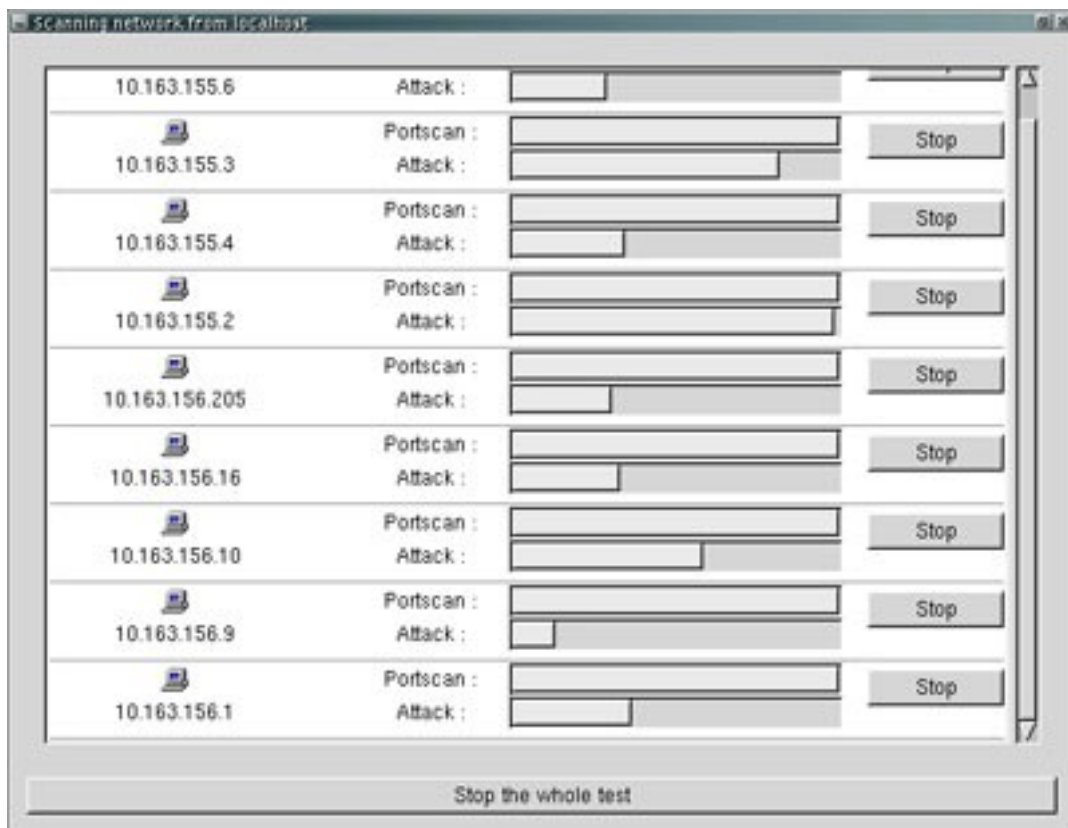 Scanning network from localhost
10.163.155.6 Attack :
Portscan : Stop
10.163.155.3 Attack :
Portscan : Stop
10.163.155.4 Attack :
Portscan : Stop
10.163.155.2 Attack :
Portscan : Stop
10.163.156.205 Attack :
Portscan : Stop
10.163.156.16 Attack :
Portscan : Stop
10.163.156.10 Attack :
Portscan : Stop
10.163.156.9 Attack :
Portscan : Stop
10.163.156.1 Attack :
Stop the whole test